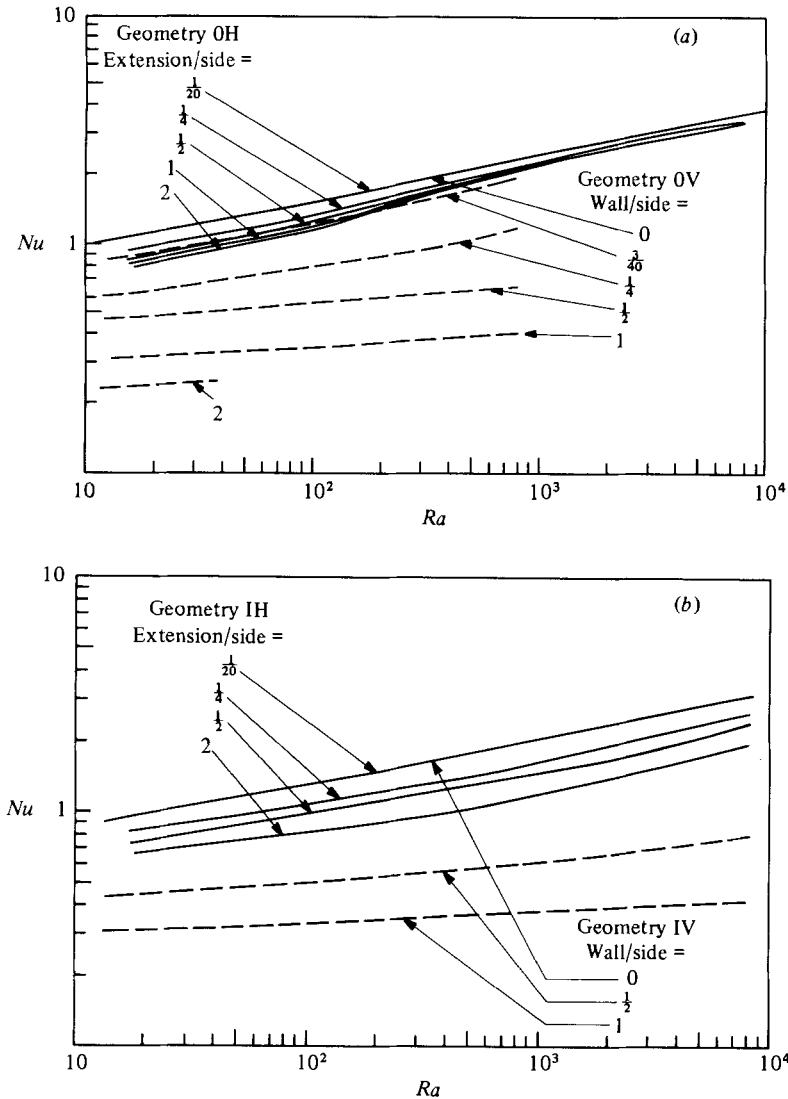 10
Geometry 0H
Extension/side =
(a)
1/20
1/4
1/2
1
2
Geometry 0V
Wall/side =
0
3/40
1/4
1/2
1
2
Nu
1
10
10²
10³
10⁴
Ra
10
Geometry IH
Extension/side =
(b)
1/20
1/4
1/2
2
Nu
1
Geometry IV
Wall/side =
0
1/2
1
10
10²
10³
10⁴
Ra